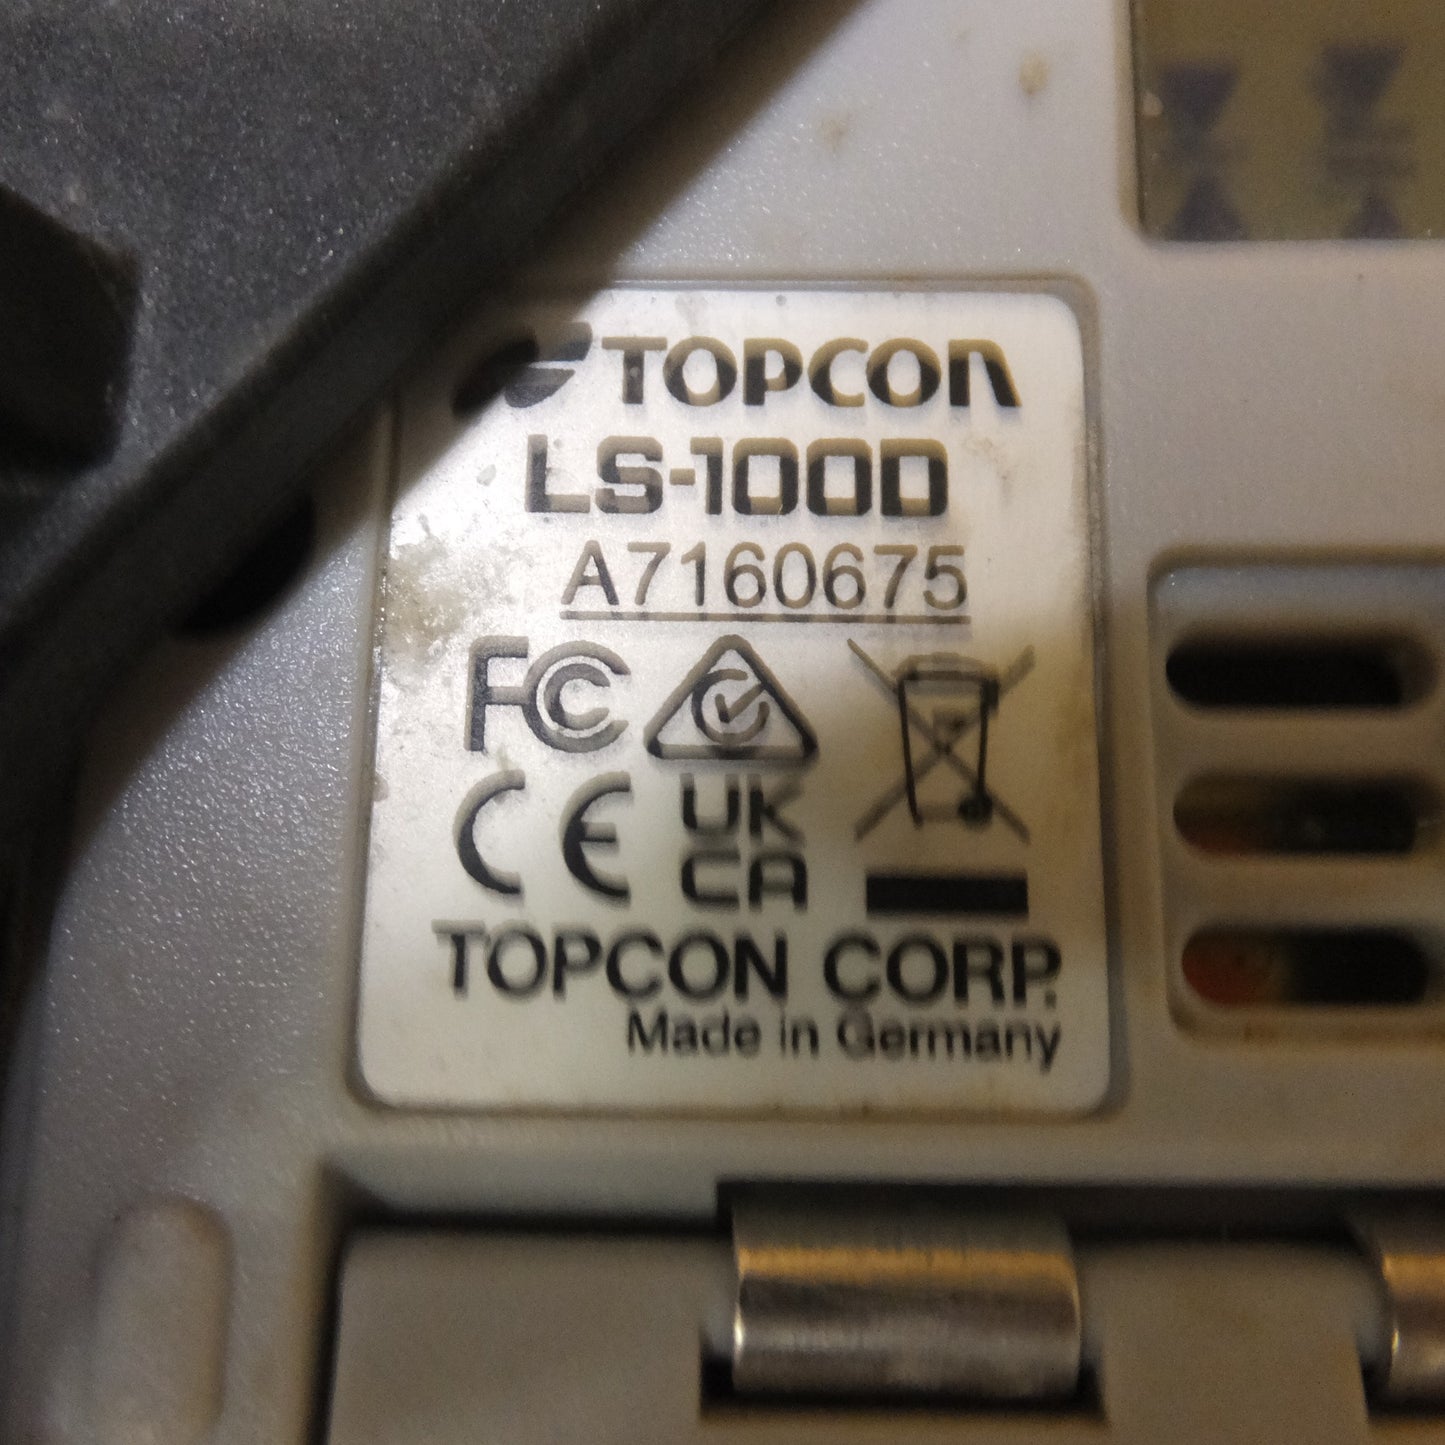 TOPCON
LS-100D
A7160675
FC
CE
UK
CA
TOPCON CORP.
Made in Germany